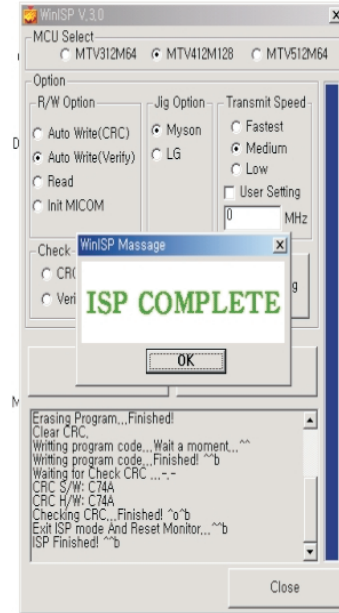 WinISP V,3,0
MCU Select
MTV312M64 MTV412M128 MTV512M64
Option
R/W Option
Auto Write(CRC)
Auto Write(Verify)
Read
Init MICOM
Jig Option
Myson
LG
Transmit Speed
Fastest
Medium
Low
User Setting
0 MHz
Check
CRC
Veri
g
WinISP Massage
ISP COMPLETE
OK
Erasing Program,,,Finished!
Clear CRC,
Writting program code,,,Wait a moment,,,^^
Writting program code,,,Finished! ^^b
Waiting for Check CRC ,,,-,-
CRC S/W: C74A
CRC H/W: C74A
Checking CRC,,,Finshed! ^o^b
Exit ISP mode And Reset Monitor,,,^^b
ISP Finished! ^^b
Close
D
M